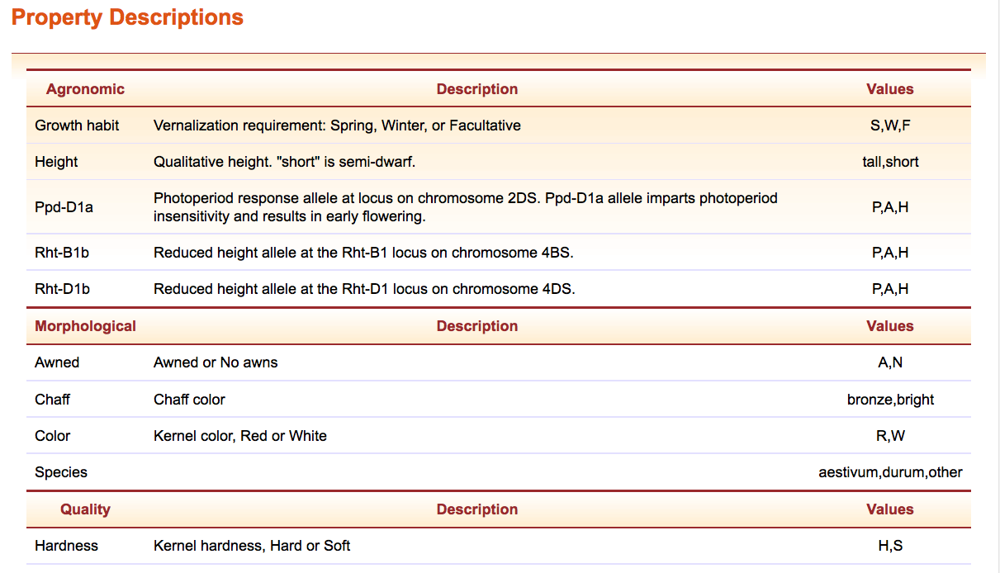 Property Descriptions
Agronomic Description Values
Growth habit Vernalization requirement: Spring, Winter, or Facultative S,W,F
Height Qualitative height. "short" is semi-dwarf. tall,short
Ppd-D1a Photoperiod response allele at locus on chromosome 2DS. Ppd-D1a allele imparts photoperiod
insensitivity and results in early flowering. P,A,H
Rht-B1b Reduced height allele at the Rht-B1 locus on chromosome 4BS. P,A,H
Rht-D1b Reduced height allele at the Rht-D1 locus on chromosome 4DS. P,A,H
Morphological Description Values
Awned Awned or No awns A,N
Chaff Chaff color bronze,bright
Color Kernel color, Red or White R,W
Species aestivum,durum,other
Quality Description Values
Hardness Kernel hardness, Hard or Soft H,S